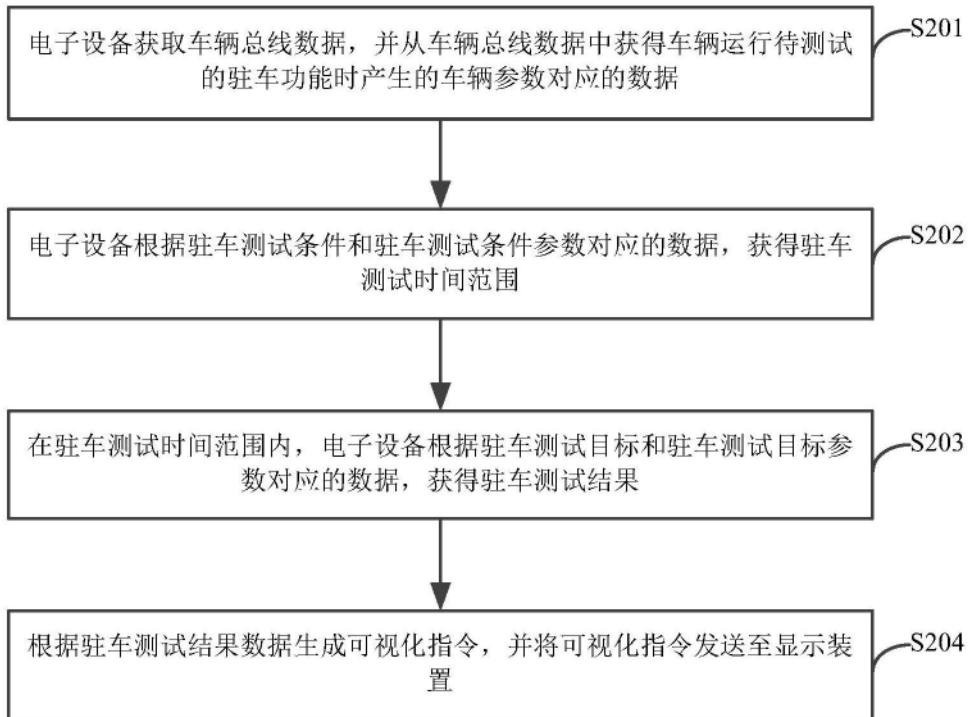 电子设备获取车辆总线数据，并从车辆总线数据中获得车辆运行待测试
的驻车功能时产生的车辆参数对应的数据
S201
电子设备根据驻车测试条件和驻车测试条件参数对应的数据，获得驻车
测试时间范围
S202
在驻车测试时间范围内，电子设备根据驻车测试目标和驻车测试目标参
数对应的数据，获得驻车测试结果
S203
根据驻车测试结果数据生成可视化指令，并将可视化指令发送至显示装
置
S204